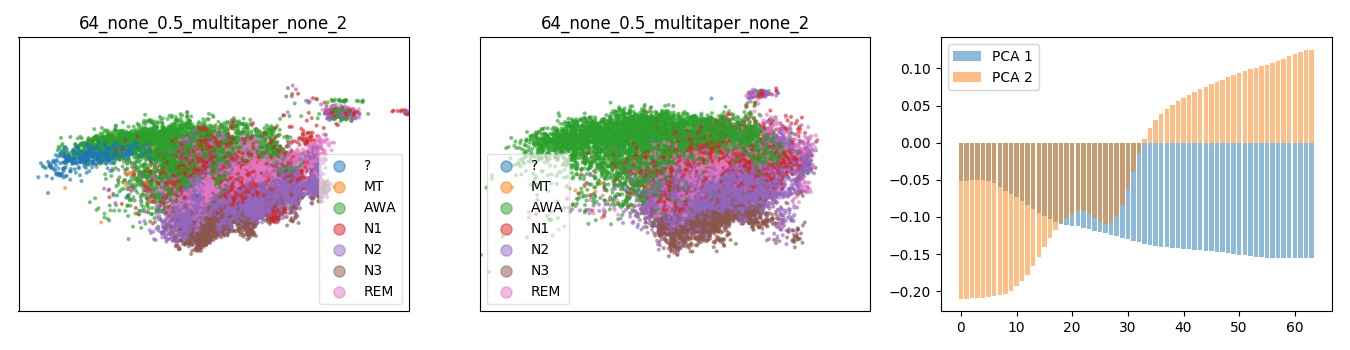 64_none_0.5_multitaper_none_2
?
MT
AWA
N1
N2
N3
REM
64_none_0.5_multitaper_none_2
?
MT
AWA
N1
N2
N3
REM
PCA 1
PCA 2
0.10
0.05
0.00
−0.05
−0.10
−0.15
−0.20
0 10 20 30 40 50 60